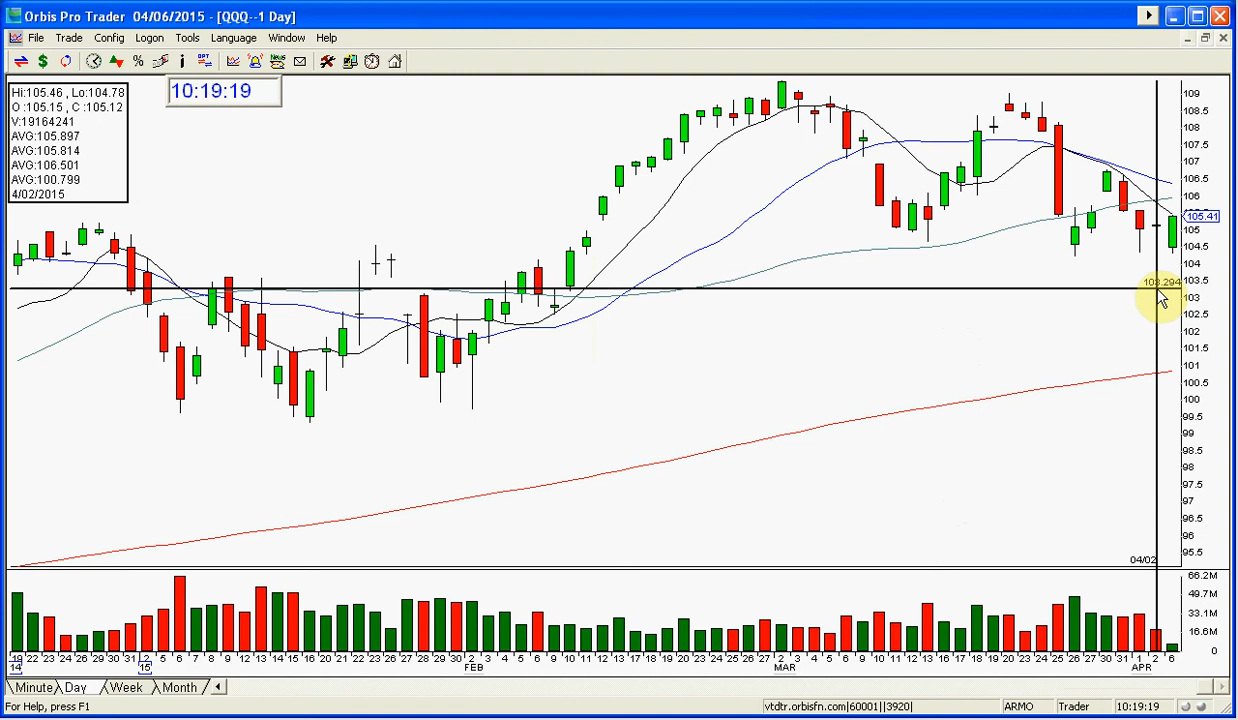 Orbis Pro Trader 04/06/2015 - [QQQ--1 Day]
File Trade Config Logon Tools Language Window Help
10:19:19
Hi:105.46 , Lo:104.78
O :105.15 , C :105.12
V:19164241
AVG:105.897
AVG:105.814
AVG:106.501
AVG:100.799
4/02/2015
109
108.5
108
107.5
107
106.5
106
105.41
105
104.5
104
103.5
103.294
103
102.5
102
101.5
101
100.5
100
99.5
99
98.5
98
97.5
97
96.5
96
95.5
04/02
66.2M
49.7M
33.1M
16.6M
0
19 22 23 24 26 29 30 31 2 5 6 7 8 9 12 13 14 15 16 20 21 22 23 26 27 28 29 30 2 3 4 5 6 9 10 11 12 13 17 18 19 20 23 24 25 26 27 2 3 4 5 6 9 10 11 12 13 16 17 18 19 20 23 24 25 26 27 30 31 1 2 6
14 15 FEB MAR APR
Minute Day Week Month
For Help, press F1 vtdtr.orbisfn.com|60001||3920| ARMO Trader 10:19:19